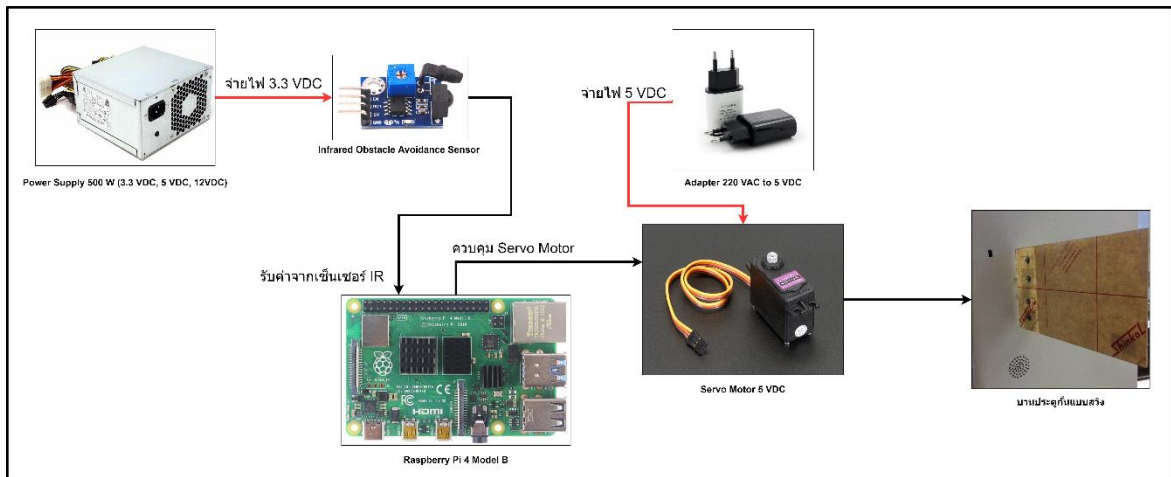 จ่ายไฟ 3.3 VDC
จ่ายไฟ 5 VDC
Infrared Obstacle Avoidance Sensor
Power Supply 500 W (3.3 VDC, 5 VDC, 12VDC)
Adapter 220 VAC to 5 VDC
ควบคุม Servo Motor
รับค่าจากเซ็นเซอร์ IR
Servo Motor 5 VDC
บานประตูกั้นแบบสวิง
Raspberry Pi 4 Model B
HDMI
FC
CE